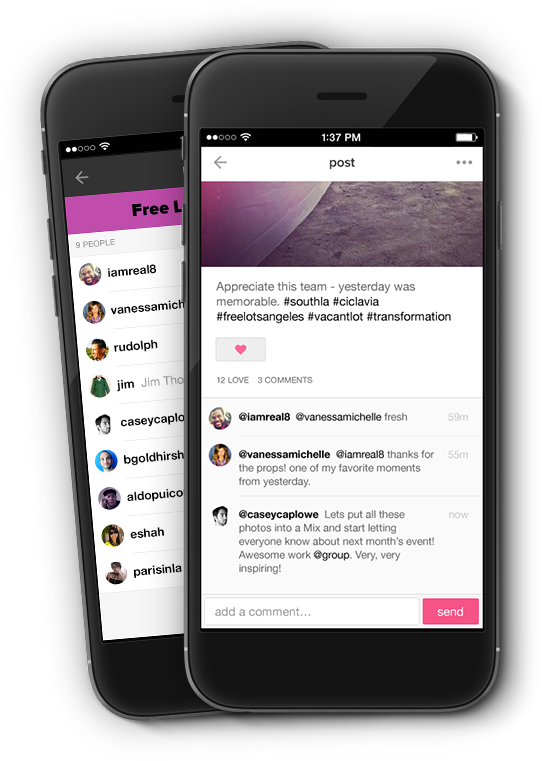 1:37 PM
post
Appreciate this team - yesterday was
memorable. #southla #ciclavia
#freelotsangeles #vacantlot #transformation
12 LOVE 3 COMMENTS
@iamreal8 @vanessamichelle fresh 59m
@vanessamichelle @iamreal8 thanks for 55m
the props! one of my favorite moments
from yesterday.
@caseycaplowe Lets put all these now
photos into a Mix and start letting
everyone know about next month's event!
Awesome work @group. Very, very
inspiring!
add a comment...
send
Free L
9 PEOPLE
iamreal8
vanessamich
rudolph
jim Jim Tho
caseycaplow
bgoldhirsh
aldopuico
eshah
parisinla